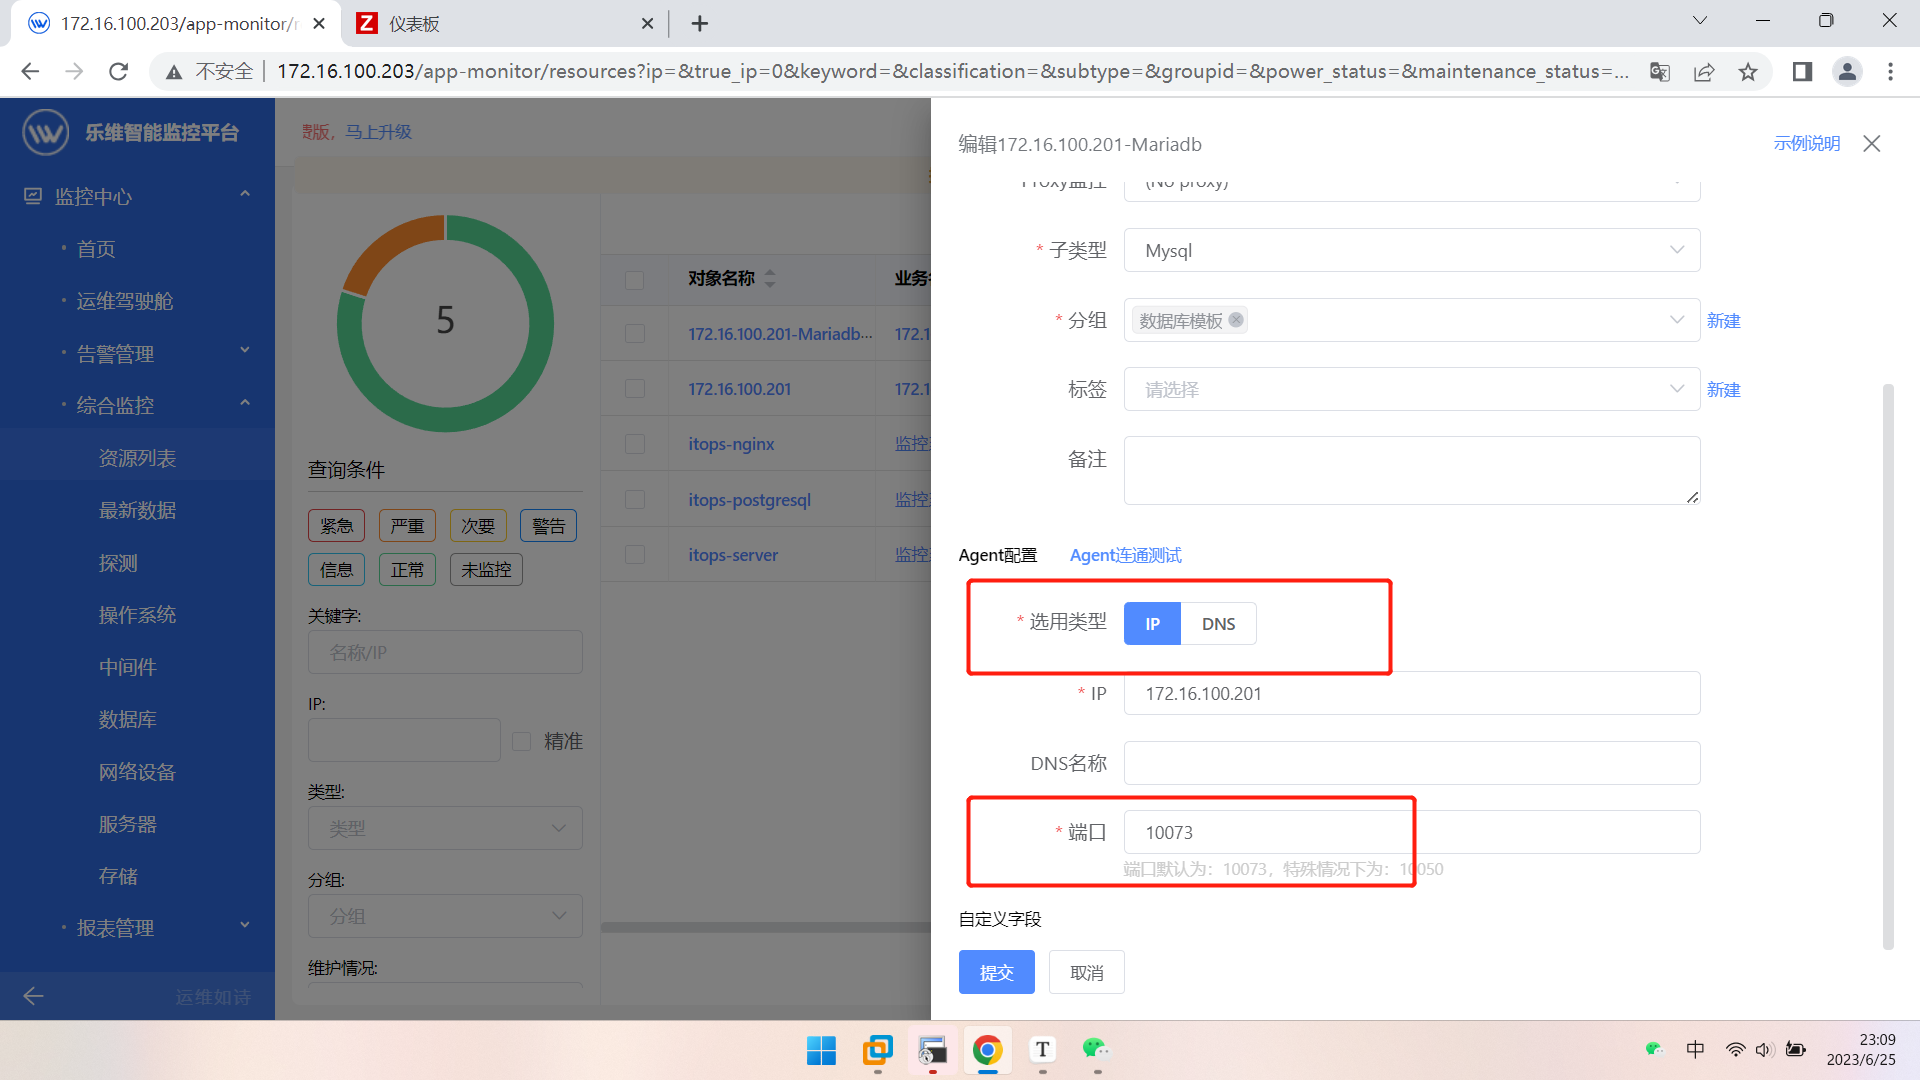 172.16.100.203/app-monitor/r
仪表板
不安全 172.16.100.203/app-monitor/resources?ip=&true_ip=0&keyword=&classification=&subtype=&groupid=&power_status=&maintenance_status=...
乐维智能监控平台
监控中心
首页
运维驾驶舱
告警管理
综合监控
资源列表
最新数据
探测
操作系统
中间件
数据库
网络设备
服务器
存储
报表管理
运维如诗
费版, 马上升级
5
查询条件
紧急 严重 次要 警告
信息 正常 未监控
关键字:
名称/IP
IP:
精准
类型:
类型
分组:
分组
维护情况:
对象名称 业务
172.16.100.201-Mariadb... 172.1
172.16.100.201 172.1
itops-nginx 监控
itops-postgresql 监控
itops-server 监控
编辑172.16.100.201-Mariadb 示例说明
Proxy监控 (No proxy)
* 子类型 Mysql
* 分组 数据库模板 新建
标签 请选择 新建
备注
Agent配置 Agent连通测试
* 选用类型 IP DNS
* IP 172.16.100.201
DNS名称
* 端口 10073
端口默认为: 10073, 特殊情况下为: 10050
自定义字段
提交 取消
中
23:09
2023/6/25